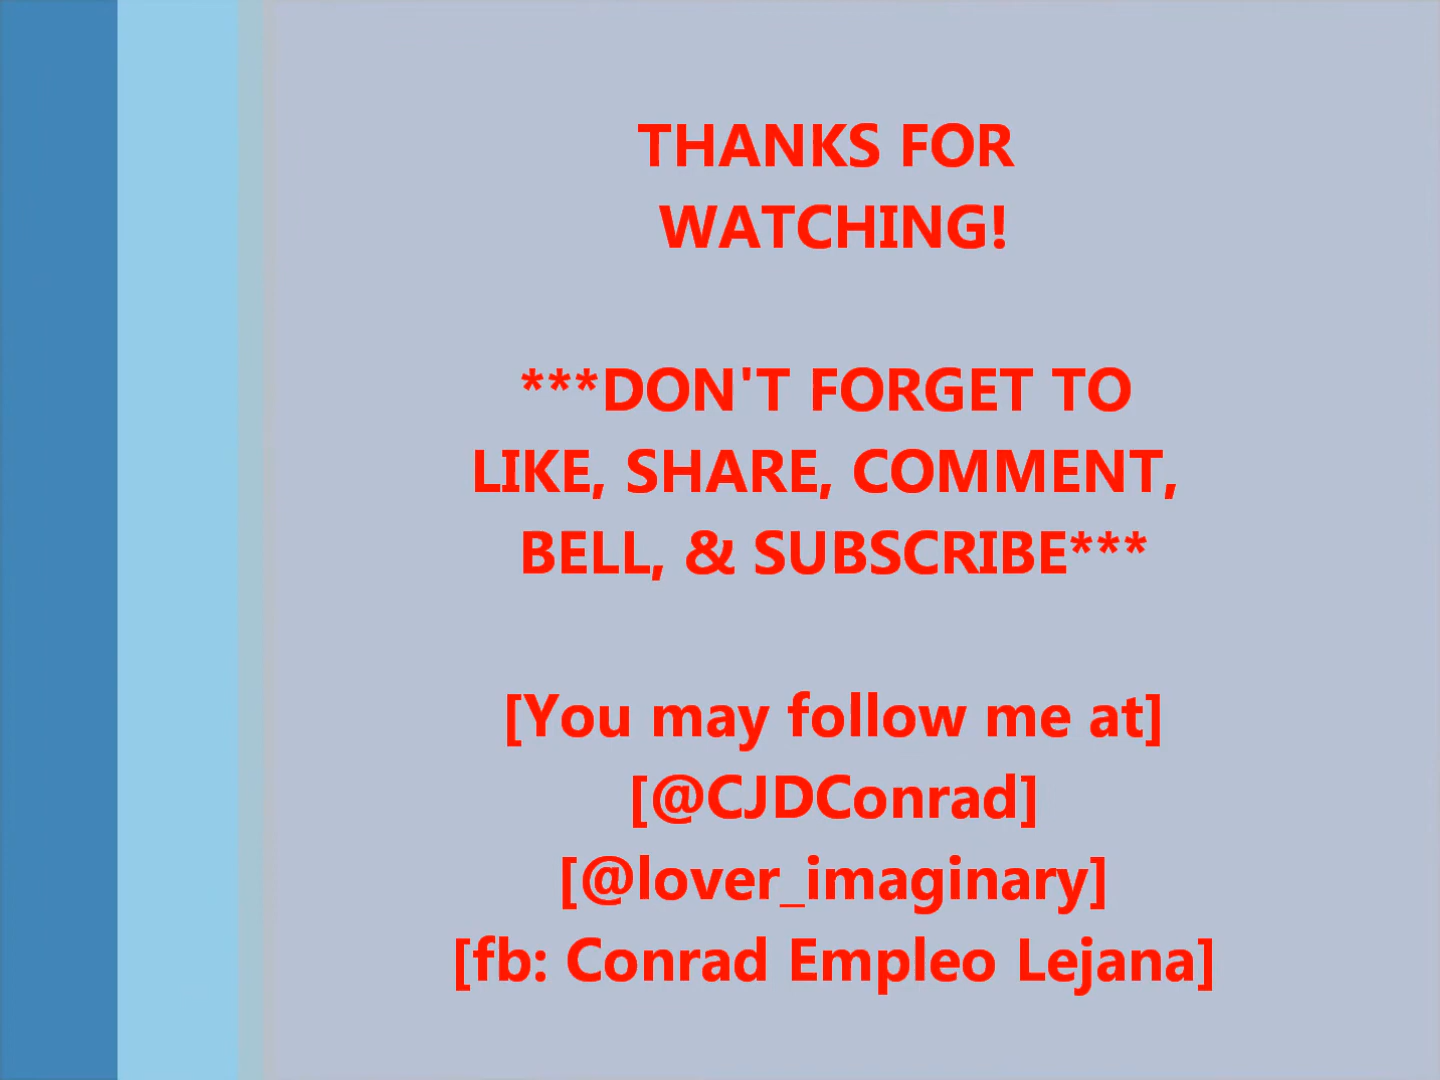 THANKS FOR
WATCHING!
***DON'T FORGET TO
LIKE, SHARE, COMMENT,
BELL, & SUBSCRIBE***
[You may follow me at]
[@CJDConrad]
[@lover_imaginary]
[fb: Conrad Empleo Lejana]